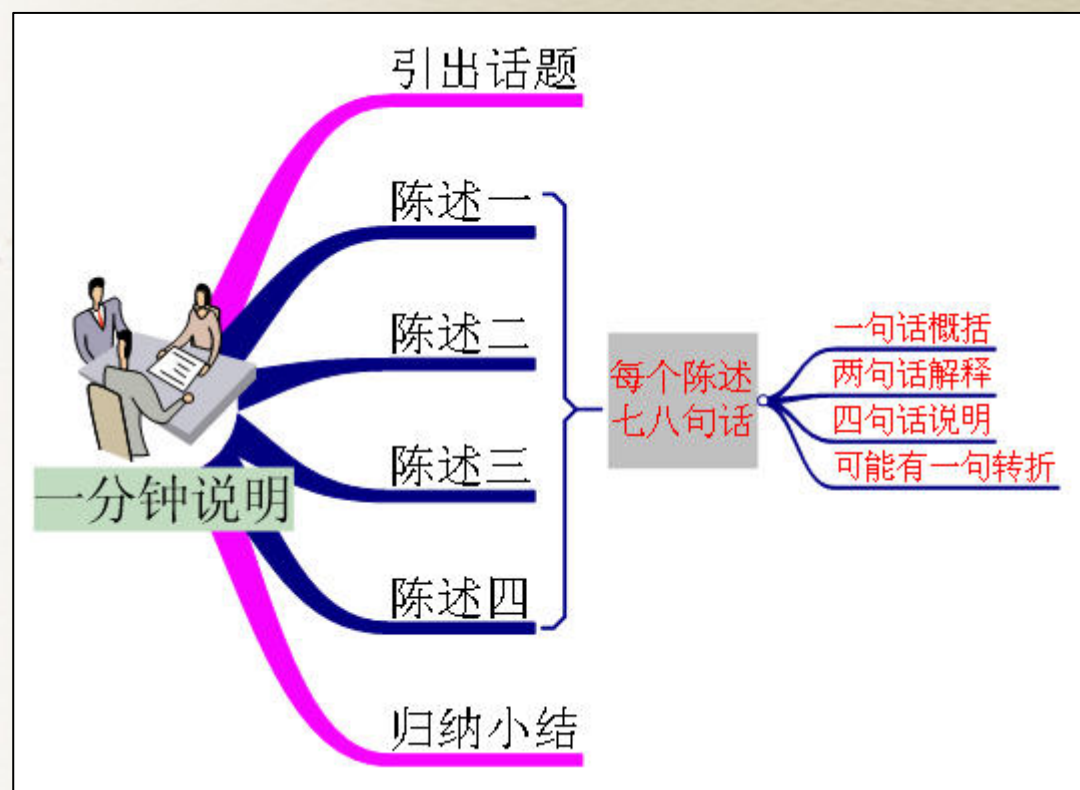 引出话题
陈述一
陈述二
陈述三
陈述四
归纳小结
一分钟说明
每个陈述
七八句话
一句话概括
两句话解释
四句话说明
可能有一句转折